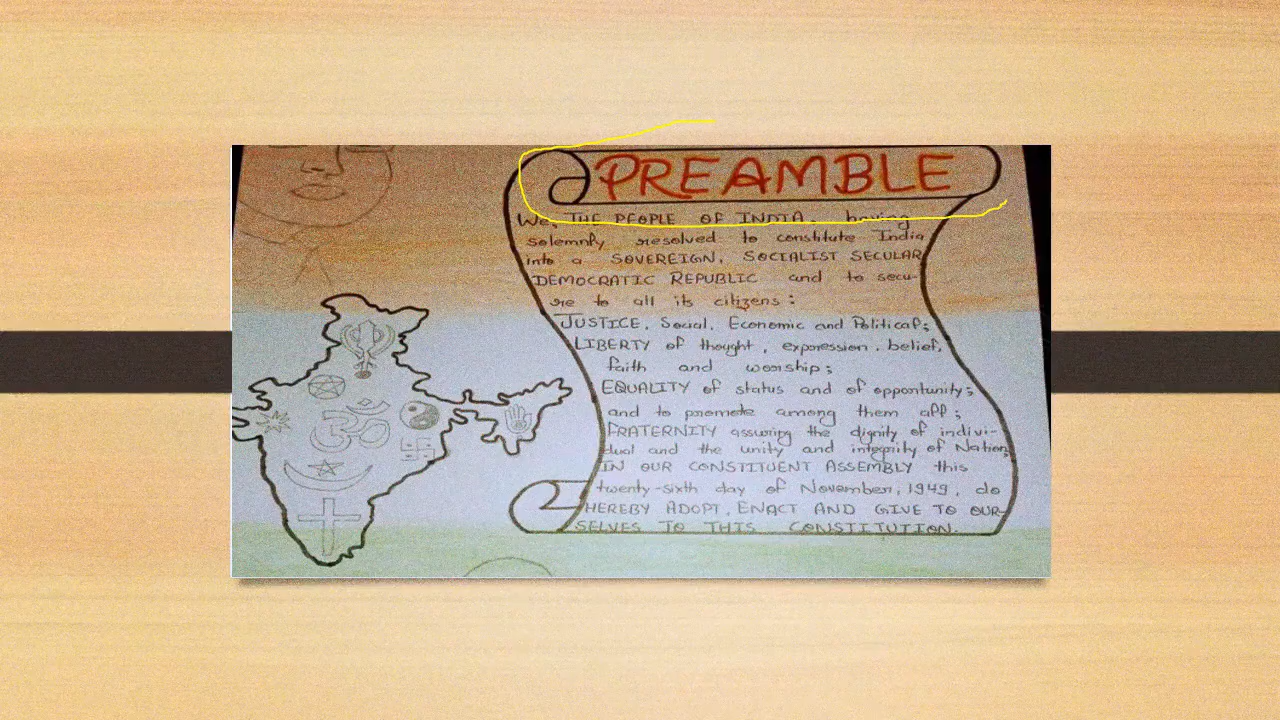 PREAMBLE
We, THE PEOPLE OF INDIA, having
solemnly resolved to constitute India
into a SOVEREIGN, SOCIALIST SECULAR
DEMOCRATIC REPUBLIC and to secu-
re to all its citizens :
JUSTICE, Social, Economic and Political;
LIBERTY of thought, expression, belief,
faith and worship;
EQUALITY of status and of opportunity;
and to promote among them all;
FRATERNITY assuring the dignity of indivi-
dual and the unity and integrity of Nation;
IN OUR CONSTITUENT ASSEMBLY this
twenty-sixth day of November, 1949, do
HEREBY ADOPT, ENACT AND GIVE TO OUR-
SELVES TO THIS CONSTITUTION.
ॐ